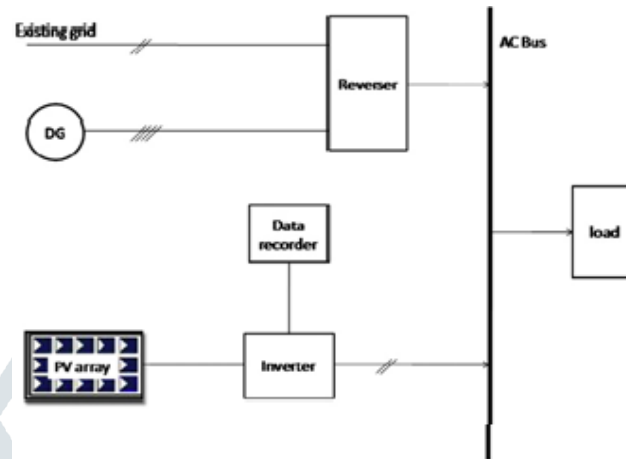 Existing grid
AC Bus
Reverser
DG
Data
recorder
load
PV array
Inverter